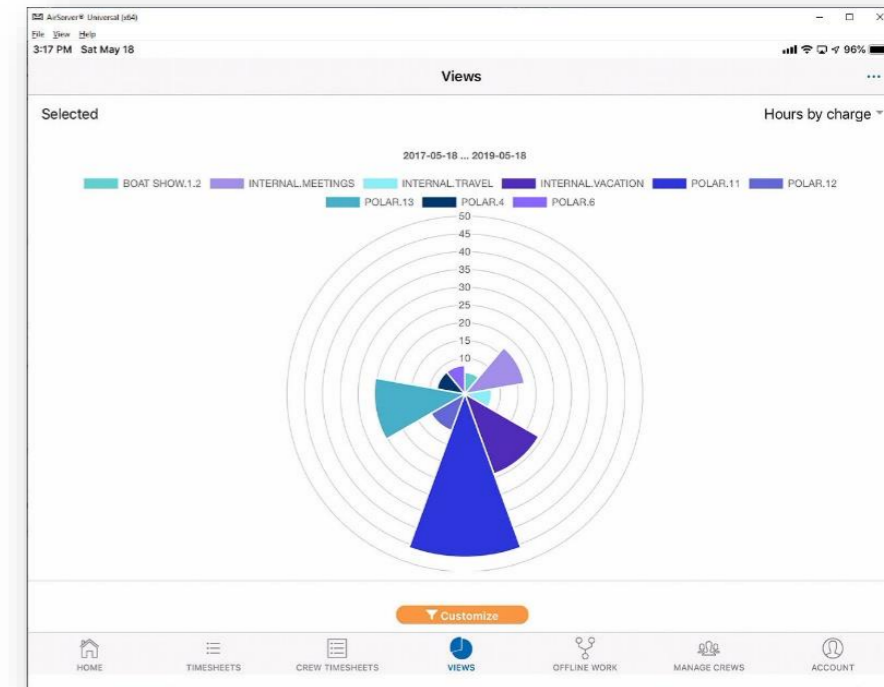 AirServer® Universal (x64)
File View Help
3:17 PM Sat May 18
96%
Views
Selected
Hours by charge
2017-05-18 ... 2019-05-18
BOAT SHOW.1.2 INTERNAL.MEETINGS INTERNAL.TRAVEL INTERNAL.VACATION POLAR.11 POLAR.12
POLAR.13 POLAR.4 POLAR.6
50
45
40
35
30
25
20
15
10
Customize
HOME TIMESHEETS CREW TIMESHEETS VIEWS OFFLINE WORK MANAGE CREWS ACCOUNT